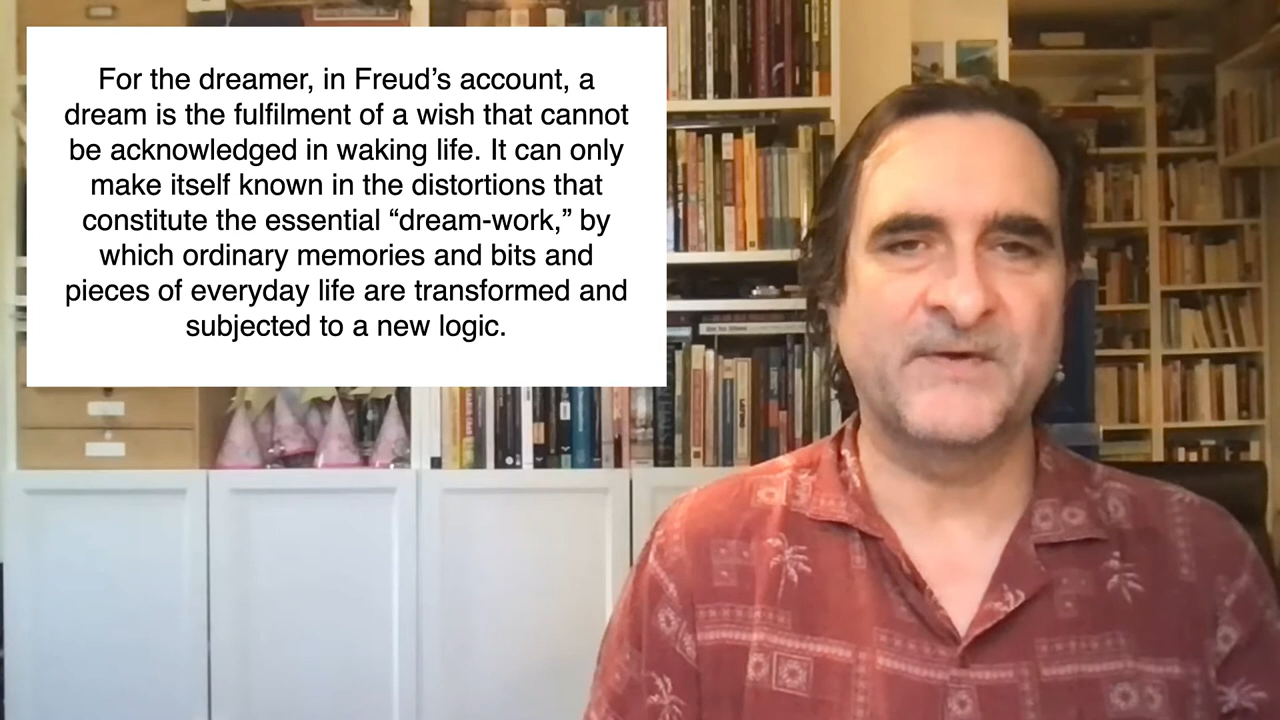 For the dreamer, in Freud’s account, a
dream is the fulfilment of a wish that cannot
be acknowledged in waking life. It can only
make itself known in the distortions that
constitute the essential “dream-work,” by
which ordinary memories and bits and
pieces of everyday life are transformed and
subjected to a new logic.